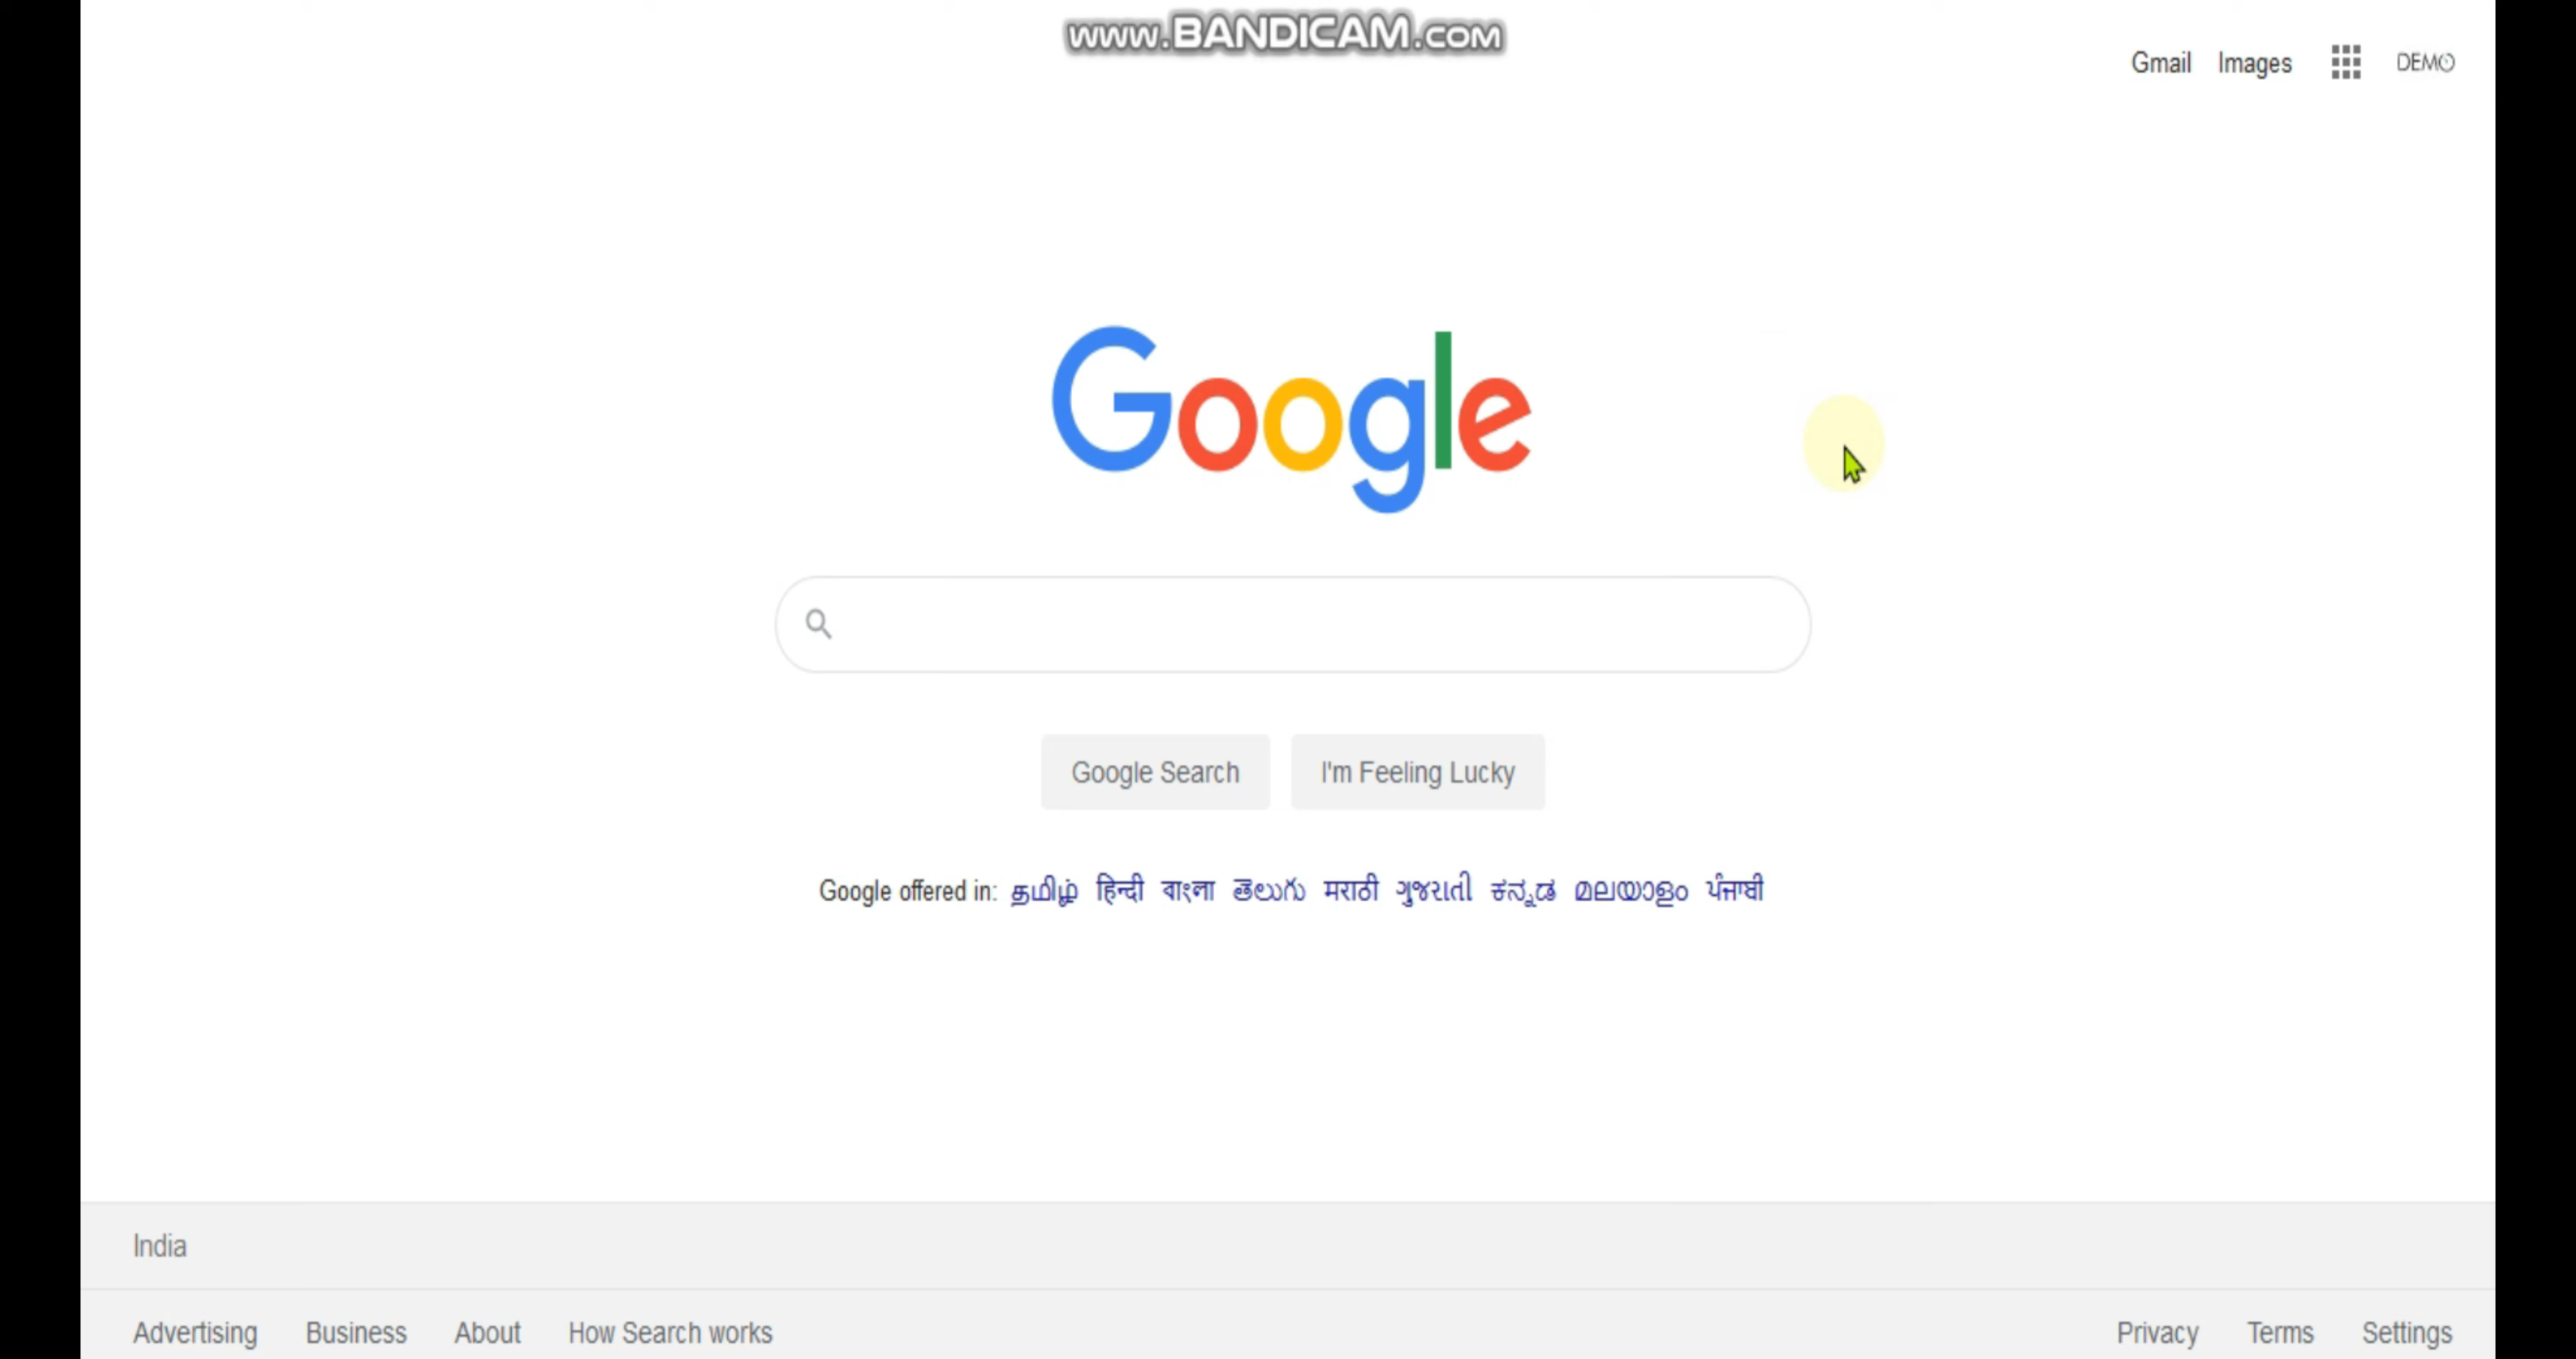 www.BANDICAM.com
Gmail Images DEMO
Google
Google Search I'm Feeling Lucky
Google offered in: தமிழ் हिन्दी বাংলা తెలుగు मराठी ગુજરાતી ಕನ್ನಡ മലയാളം ਪੰਜਾਬੀ
India
Advertising Business About How Search works Privacy Terms Settings